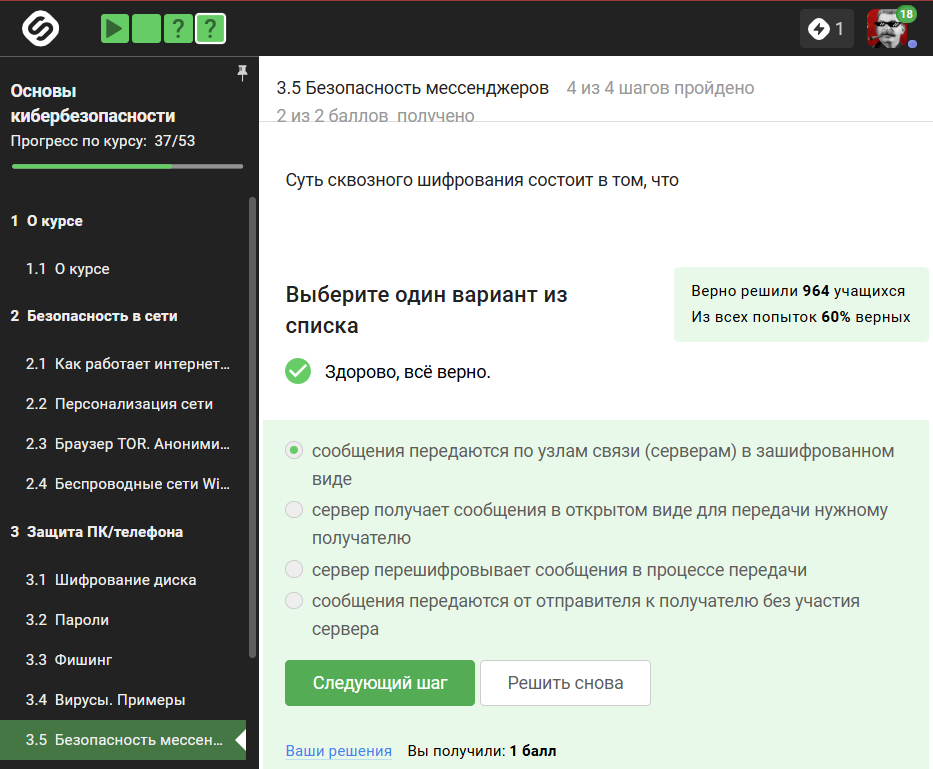 ? ?
1
18
Основы
кибербезопасности
Прогресс по курсу: 37/53
1 О курсе
1.1 О курсе
2 Безопасность в сети
2.1 Как работает интернет...
2.2 Персонализация сети
2.3 Браузер TOR. Аноними...
2.4 Беспроводные сети Wi...
3 Защита ПК/телефона
3.1 Шифрование диска
3.2 Пароли
3.3 Фишинг
3.4 Вирусы. Примеры
3.5 Безопасность мессен...
3.5 Безопасность мессенджеров 4 из 4 шагов пройдено
2 из 2 баллов получено
Суть сквозного шифрования состоит в том, что
Выберите один вариант из
списка
Верно решили 964 учащихся
Из всех попыток 60% верных
Здорово, всё верно.
сообщения передаются по узлам связи (серверам) в зашифрованном
виде
сервер получает сообщения в открытом виде для передачи нужному
получателю
сервер перешифровывает сообщения в процессе передачи
сообщения передаются от отправителя к получателю без участия
сервера
Следующий шаг Решить снова
Ваши решения Вы получили: 1 балл